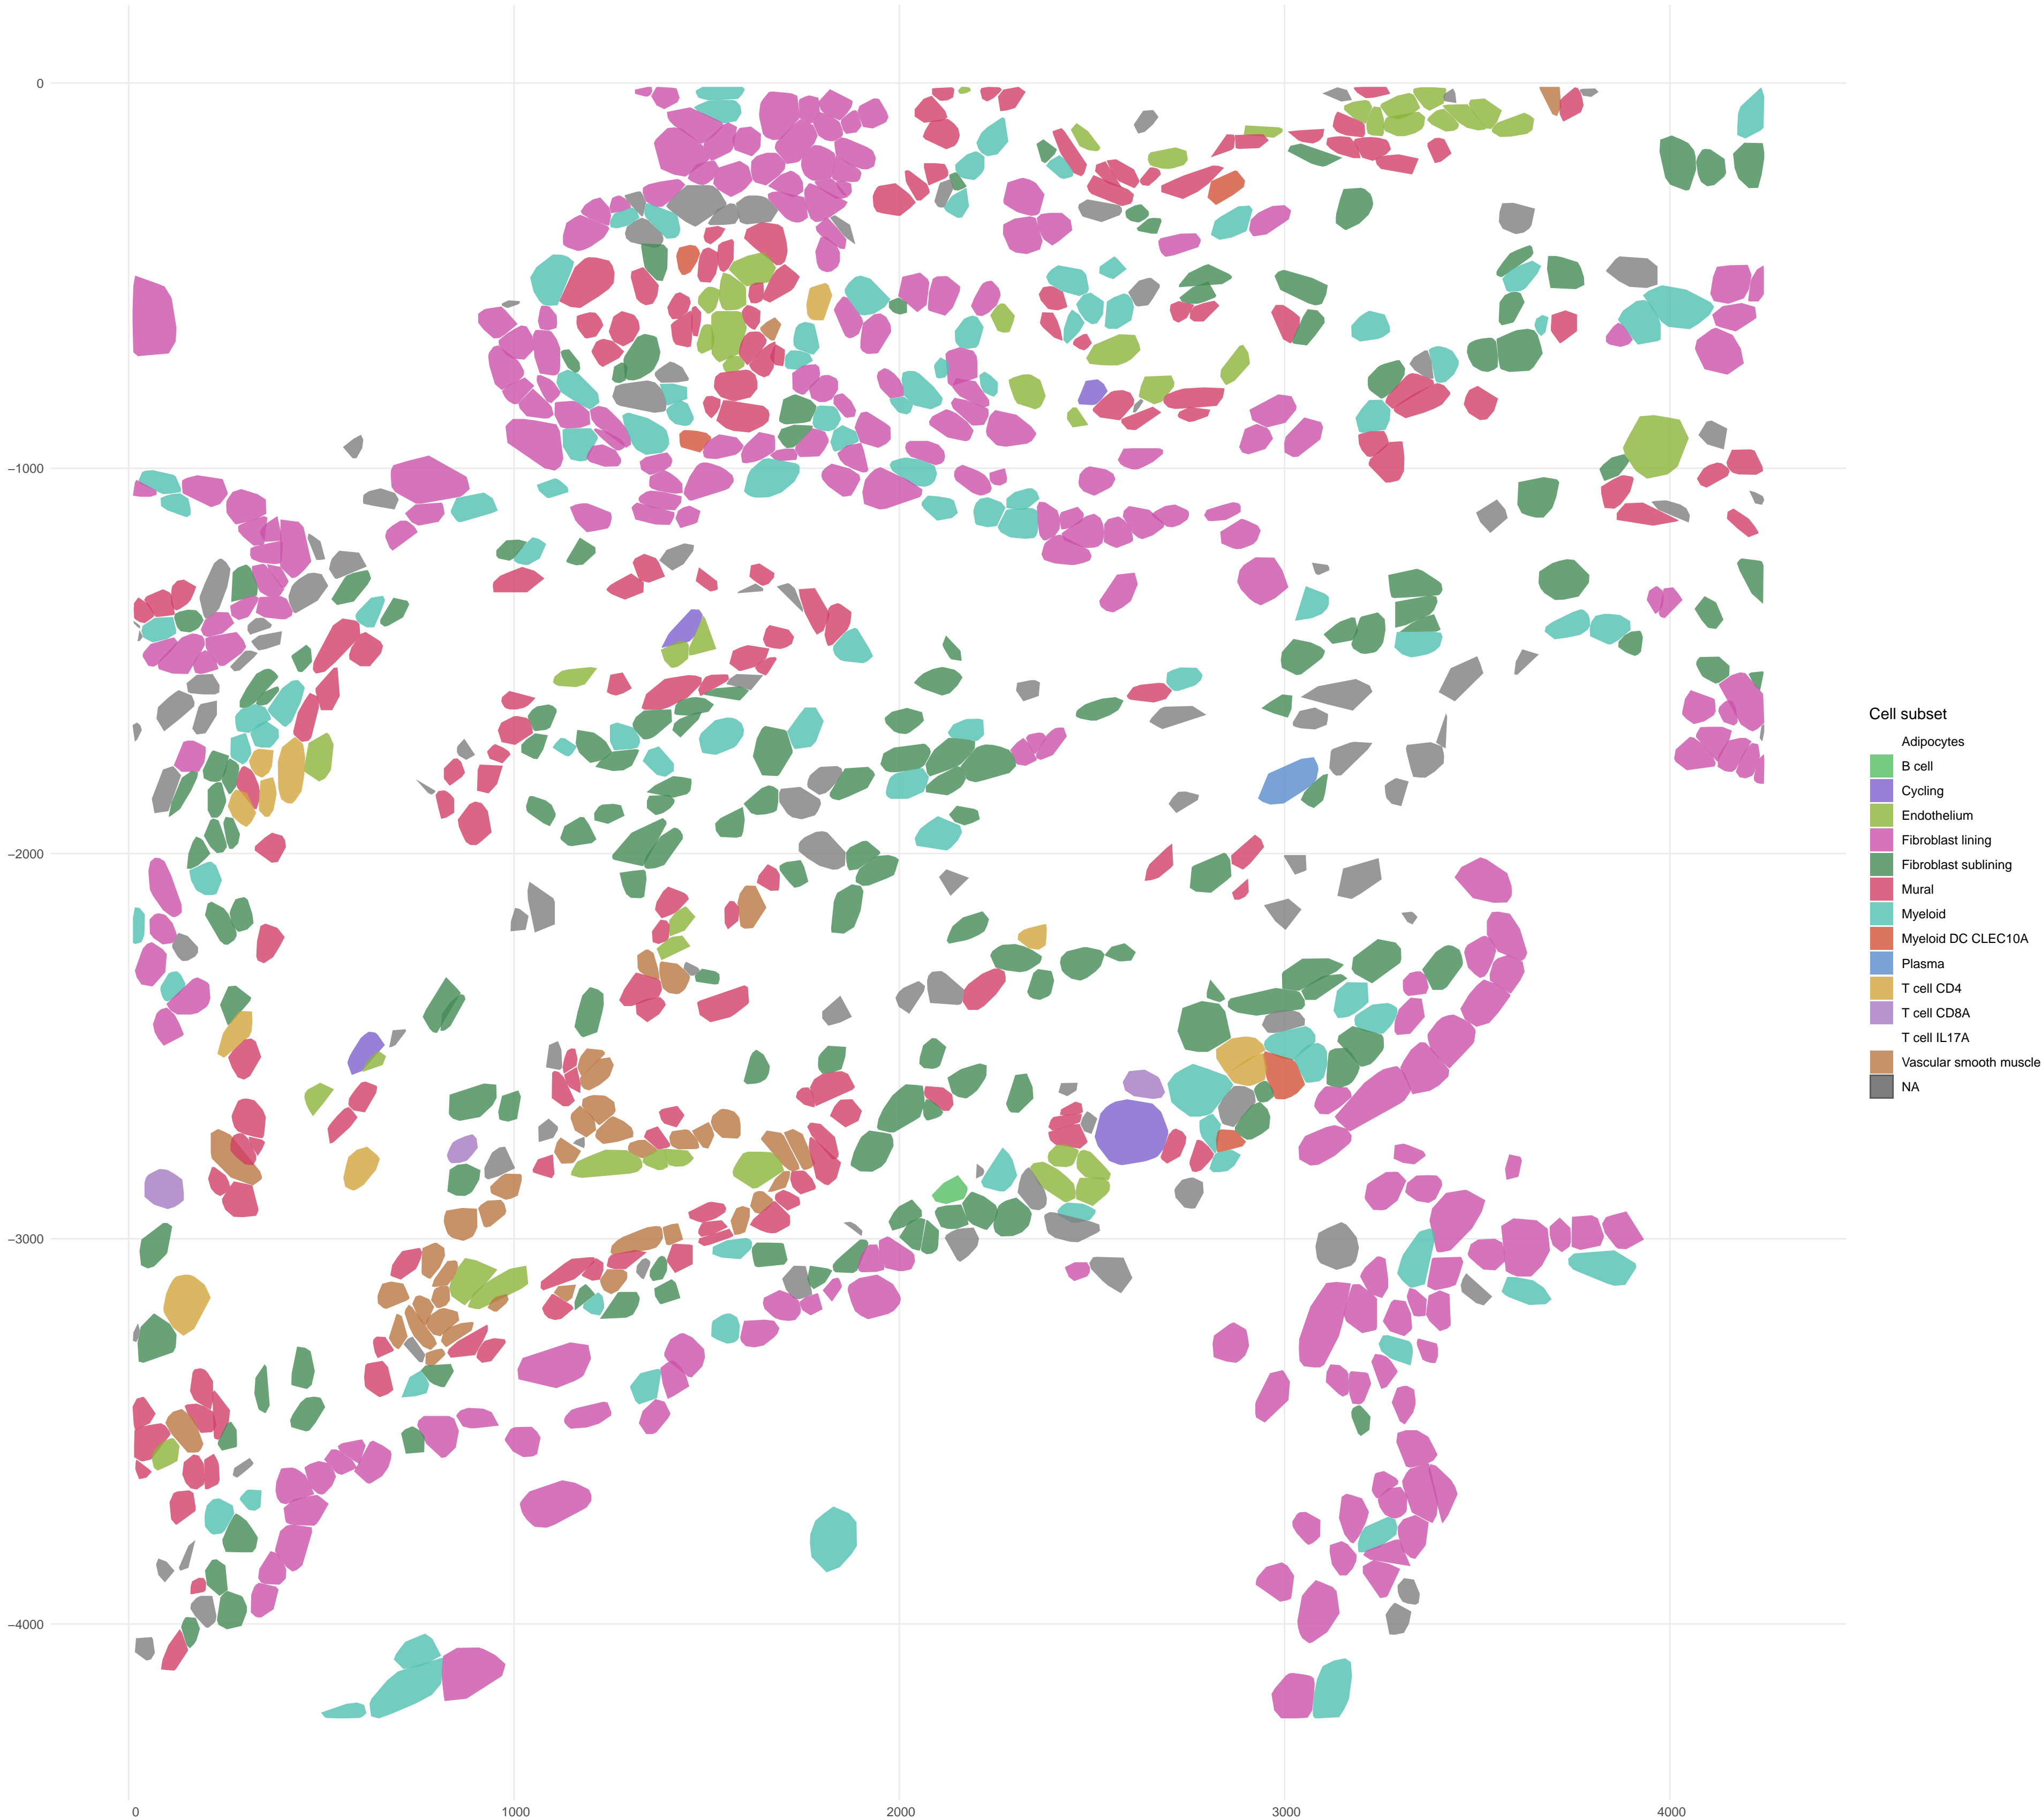 0
−1000
−2000
−3000
−4000
0
1000
2000
3000
4000
Cell subset
Adipocytes
B cell
Cycling
Endothelium
Fibroblast lining
Fibroblast sublining
Mural
Myeloid
Myeloid DC CLEC10A
Plasma
T cell CD4
T cell CD8A
T cell IL17A
Vascular smooth muscle
NA